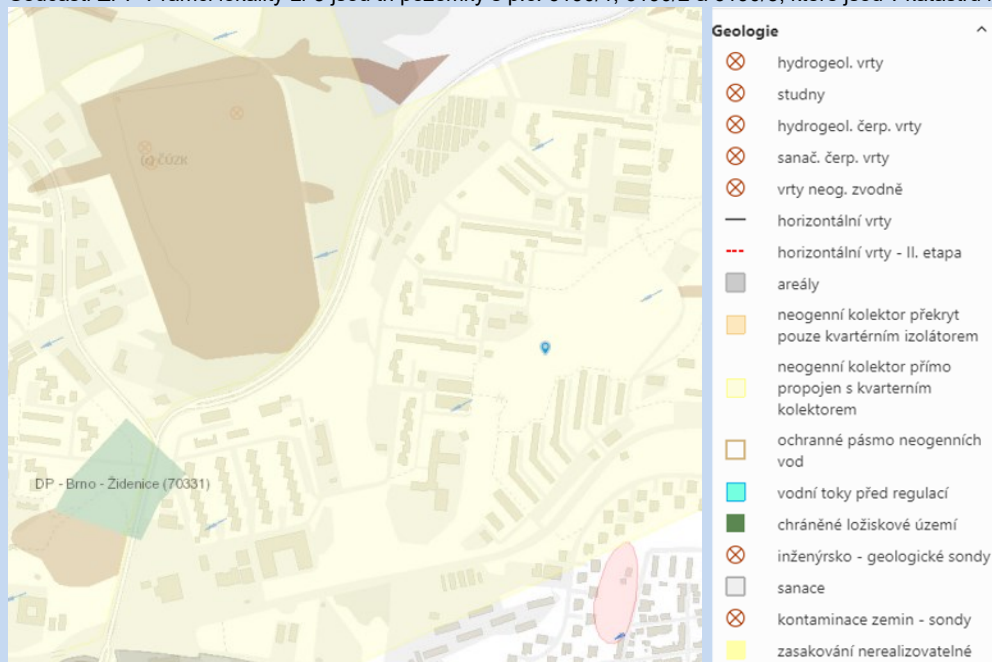 Geologie
hydrogeol. vrty
studny
hydrogeol. čerp. vrty
sanač. čerp. vrty
vrty neog. zvodně
horizontální vrty
horizontální vrty - II. etapa
areály
neogenní kolektor překryt
pouze kvartérním izolátorem
neogenní kolektor přímo
propojen s kvarterním
kolektorem
ochranné pásmo neogenních
vod
vodní toky před regulací
chráněné ložiskové území
inženýrsko - geologické sondy
sanace
kontaminace zemin - sondy
zasakování nerealizovatelné
(c) ČÚZK
DP - Brno - Židenice (70331)